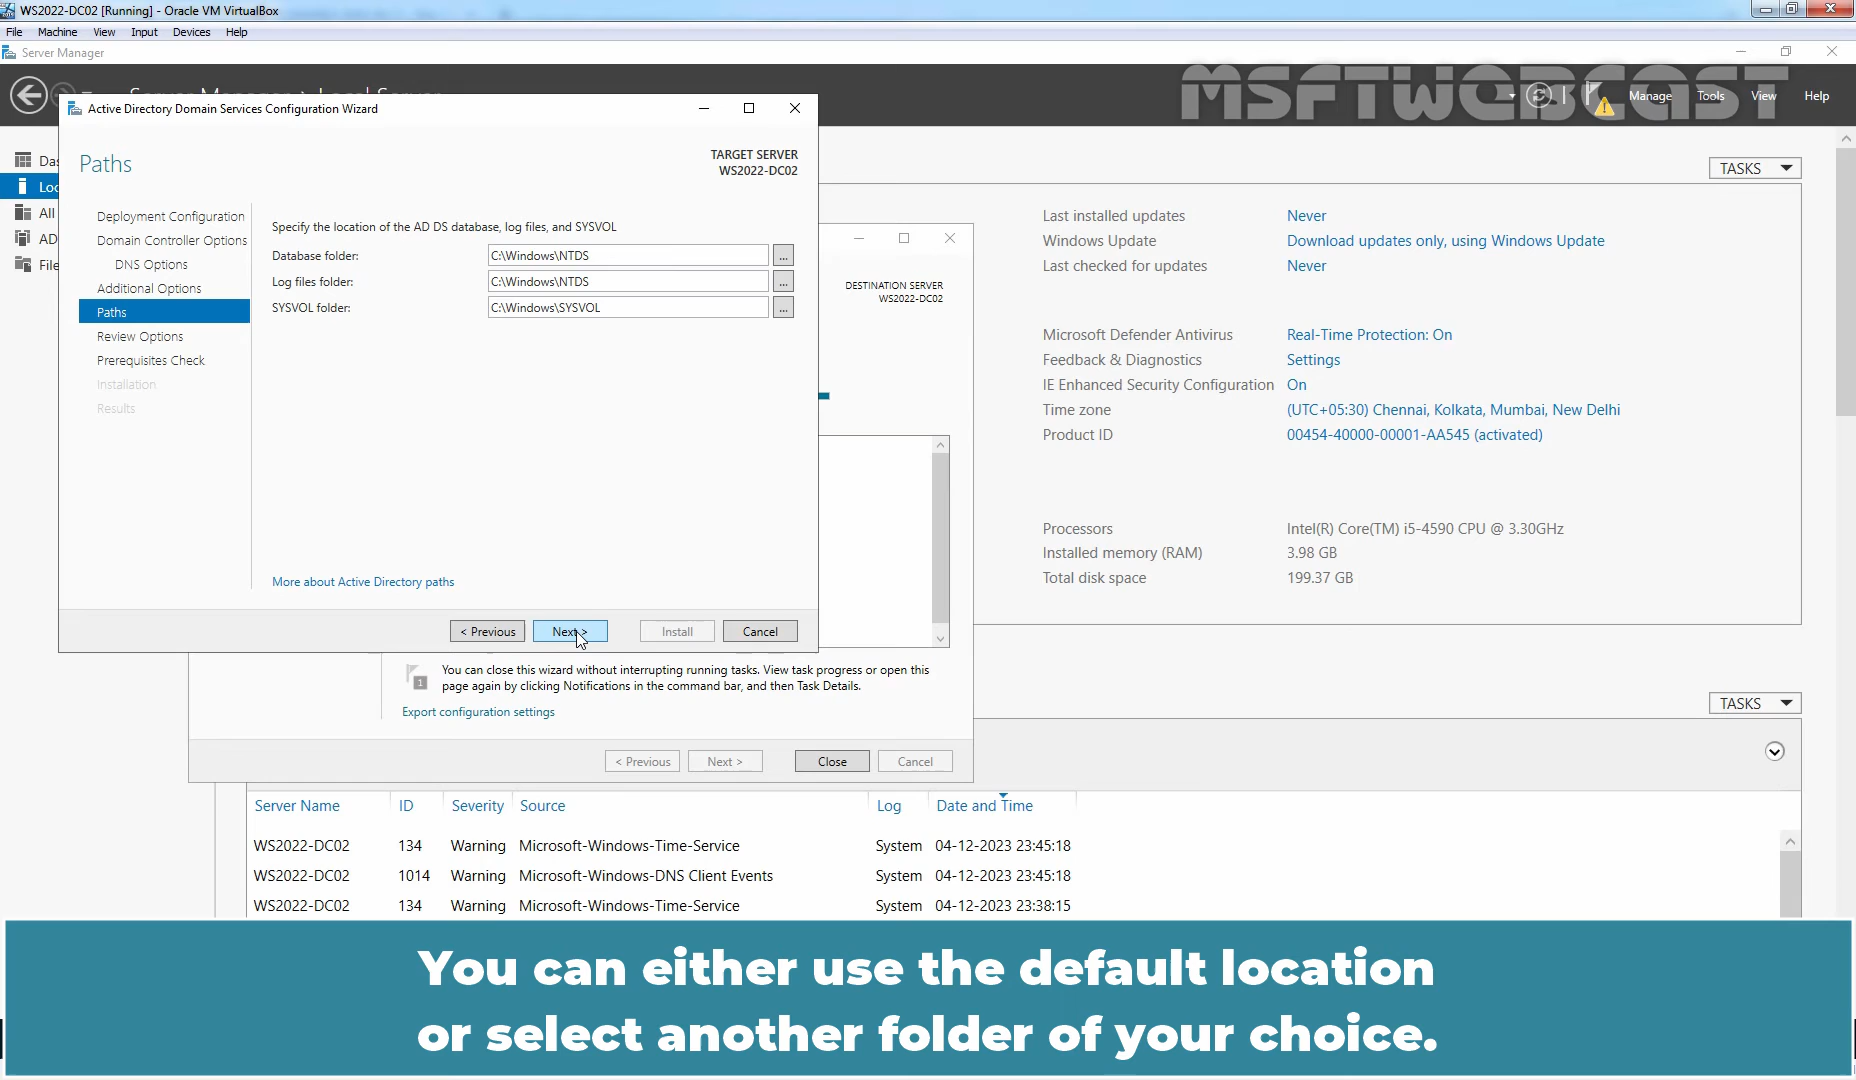 WS2022-DC02 [Running] - Oracle VM VirtualBox
File Machine View Input Devices Help
Server Manager
MSFTWEBCAST
Manage Tools View Help
Active Directory Domain Services Configuration Wizard
Paths
TARGET SERVER
WS2022-DC02
Deployment Configuration
Domain Controller Options
DNS Options
Additional Options
Paths
Review Options
Prerequisites Check
Installation
Results
Specify the location of the AD DS database, log files, and SYSVOL
Database folder: C:\Windows\NTDS ...
Log files folder: C:\Windows\NTDS ...
SYSVOL folder: C:\Windows\SYSVOL ...
More about Active Directory paths
< Previous Next > Install Cancel
DESTINATION SERVER
WS2022-DC02
1
You can close this wizard without interrupting running tasks. View task progress or open this
page again by clicking Notifications in the command bar, and then Task Details.
Export configuration settings
< Previous Next > Close Cancel
TASKS
Last installed updates Never
Windows Update Download updates only, using Windows Update
Last checked for updates Never
Microsoft Defender Antivirus Real-Time Protection: On
Feedback & Diagnostics Settings
IE Enhanced Security Configuration On
Time zone (UTC+05:30) Chennai, Kolkata, Mumbai, New Delhi
Product ID 00454-40000-00001-AA545 (activated)
Processors Intel(R) Core(TM) i5-4590 CPU @ 3.30GHz
Installed memory (RAM) 3.98 GB
Total disk space 199.37 GB
TASKS
Server Name ID Severity Source Log Date and Time
WS2022-DC02 134 Warning Microsoft-Windows-Time-Service System 04-12-2023 23:45:18
WS2022-DC02 1014 Warning Microsoft-Windows-DNS Client Events System 04-12-2023 23:45:18
WS2022-DC02 134 Warning Microsoft-Windows-Time-Service System 04-12-2023 23:38:15
You can either use the default location
or select another folder of your choice.